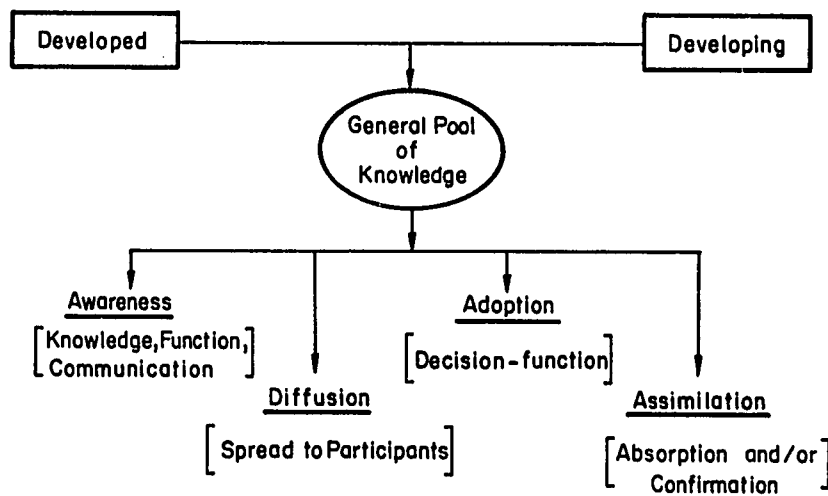 Developed
Developing
General Pool
of
Knowledge
Awareness
[Knowledge, Function,
Communication]
Diffusion
[Spread to Participants]
Adoption
[Decision-function]
Assimilation
[Absorption and/or
Confirmation]